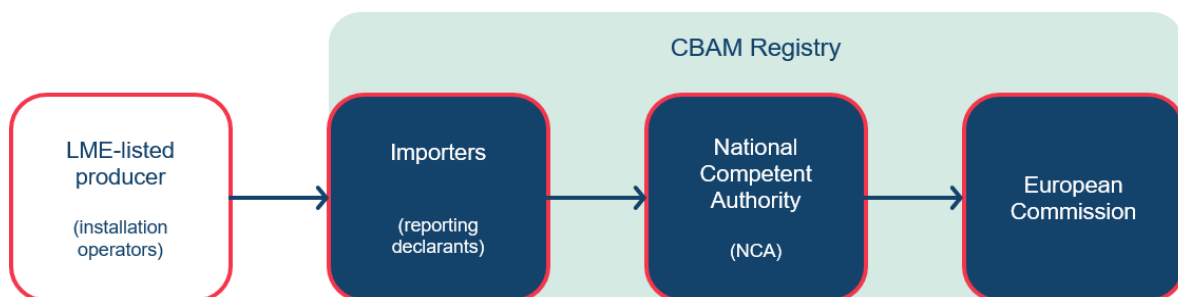 CBAM Registry
LME-listed
producer
(installation
operators)
Importers
(reporting
declarants)
National
Competent
Authority
(NCA)
European
Commission